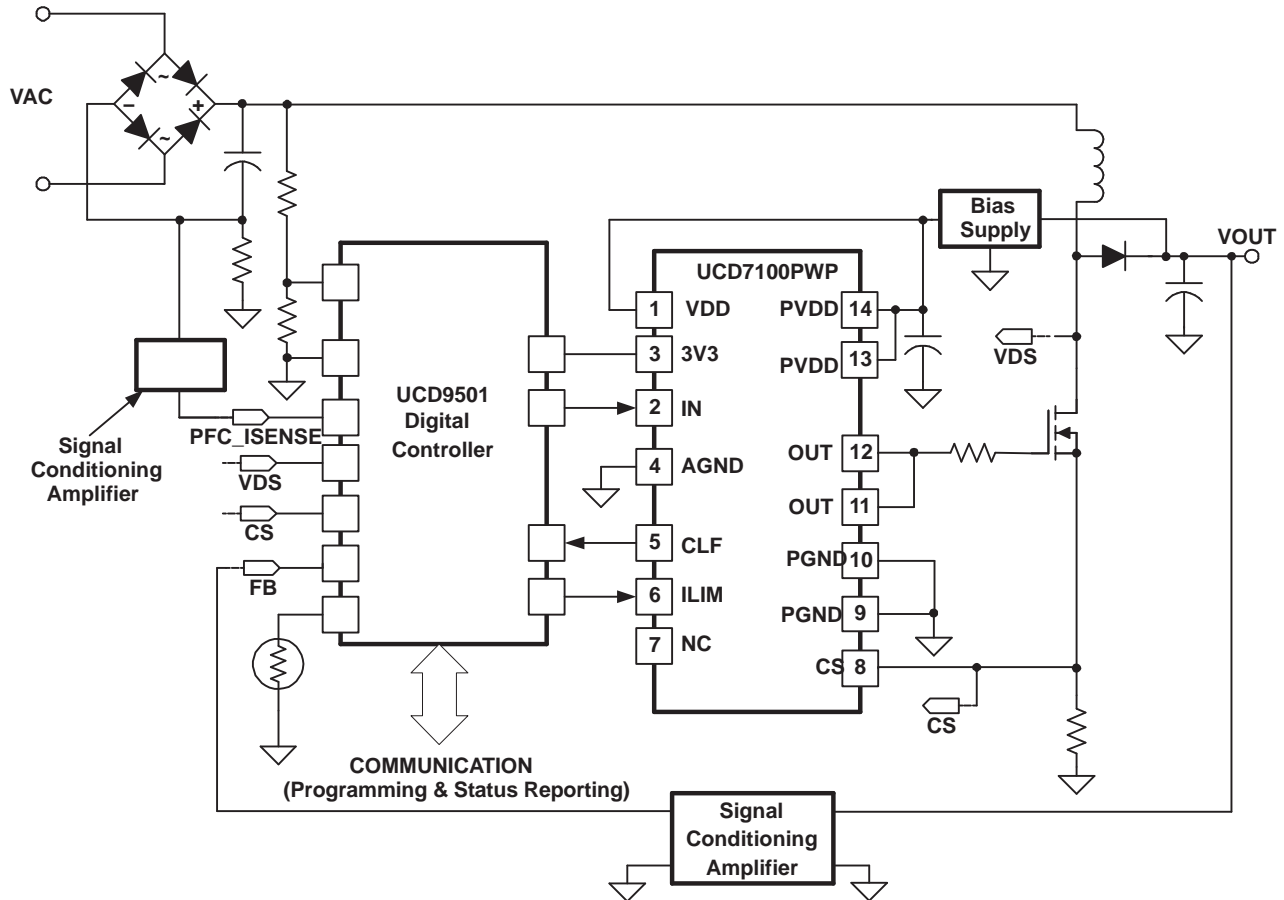 VAC
~
−
+
~
Signal
Conditioning
Amplifier
PFC_ISENSE
VDS
CS
FB
UCD9501
Digital
Controller
COMMUNICATION
(Programming & Status Reporting)
UCD7100PWP
1 VDD
3 3V3
2 IN
4 AGND
5 CLF
6 ILIM
7 NC
PVDD 14
PVDD 13
OUT 12
OUT 11
PGND 10
PGND 9
CS 8
Bias
Supply
VOUT
VDS
CS
Signal
Conditioning
Amplifier